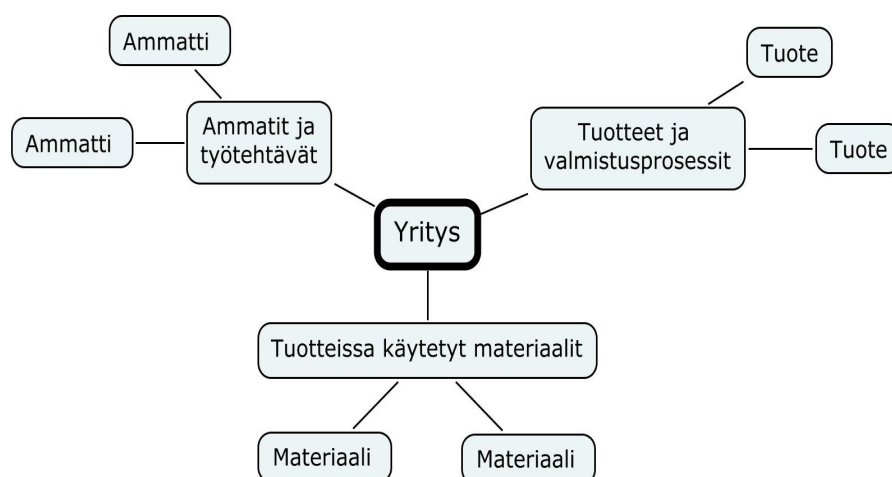 Ammatti
Tuote
Ammatit ja
työtehtävät
Tuotteet ja
valmistusprosessit
Ammatti
Tuote
Yritys
Tuotteissa käytetyt materiaalit
Materiaali
Materiaali